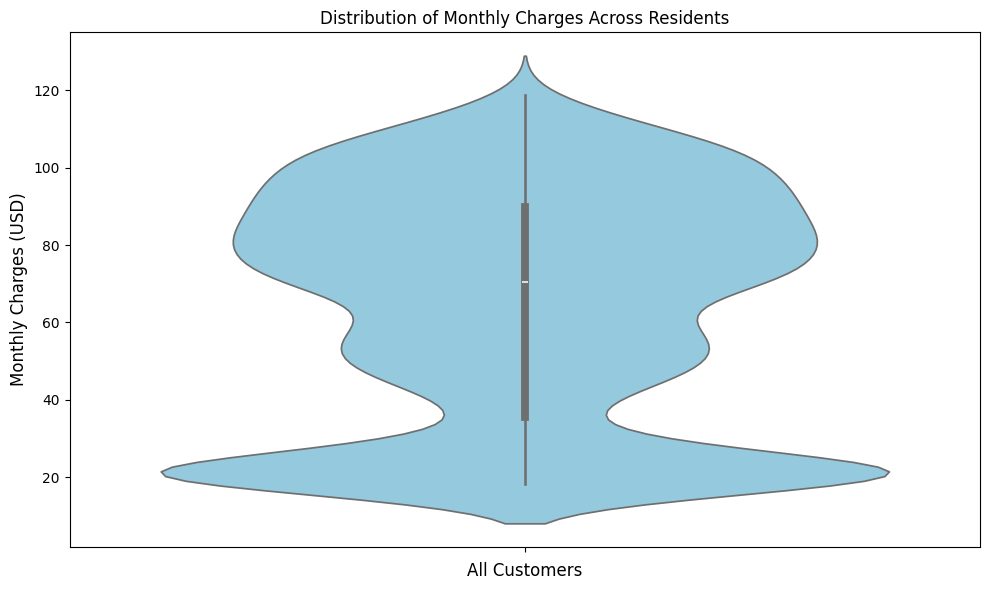 Distribution of Monthly Charges Across Residents
Monthly Charges (USD)
120
100
80
60
40
20
All Customers